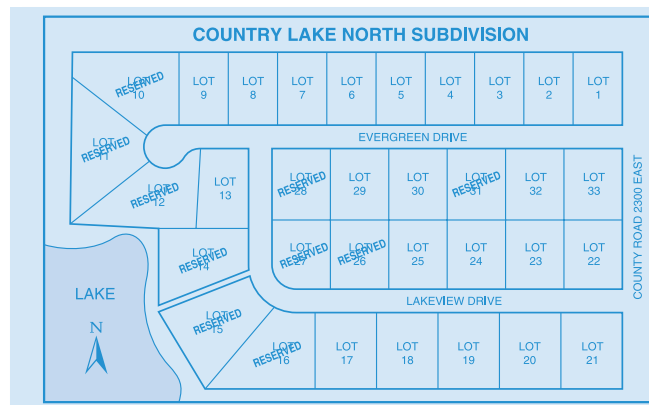 COUNTRY LAKE NORTH SUBDIVISION
LOT
10
RESERVED
LOT
9
LOT
8
LOT
7
LOT
6
LOT
5
LOT
4
LOT
3
LOT
2
LOT
1
EVERGREEN DRIVE
LOT
11
RESERVED
LOT
12
RESERVED
LOT
13
LOT
28
RESERVED
LOT
29
LOT
30
LOT
31
RESERVED
LOT
32
LOT
33
COUNTY ROAD 2300 EAST
LOT
14
RESERVED
LOT
27
RESERVED
LOT
26
RESERVED
LOT
25
LOT
24
LOT
23
LOT
22
LAKE
N
LAKEVIEW DRIVE
LOT
15
RESERVED
LOT
16
RESERVED
LOT
17
LOT
18
LOT
19
LOT
20
LOT
21